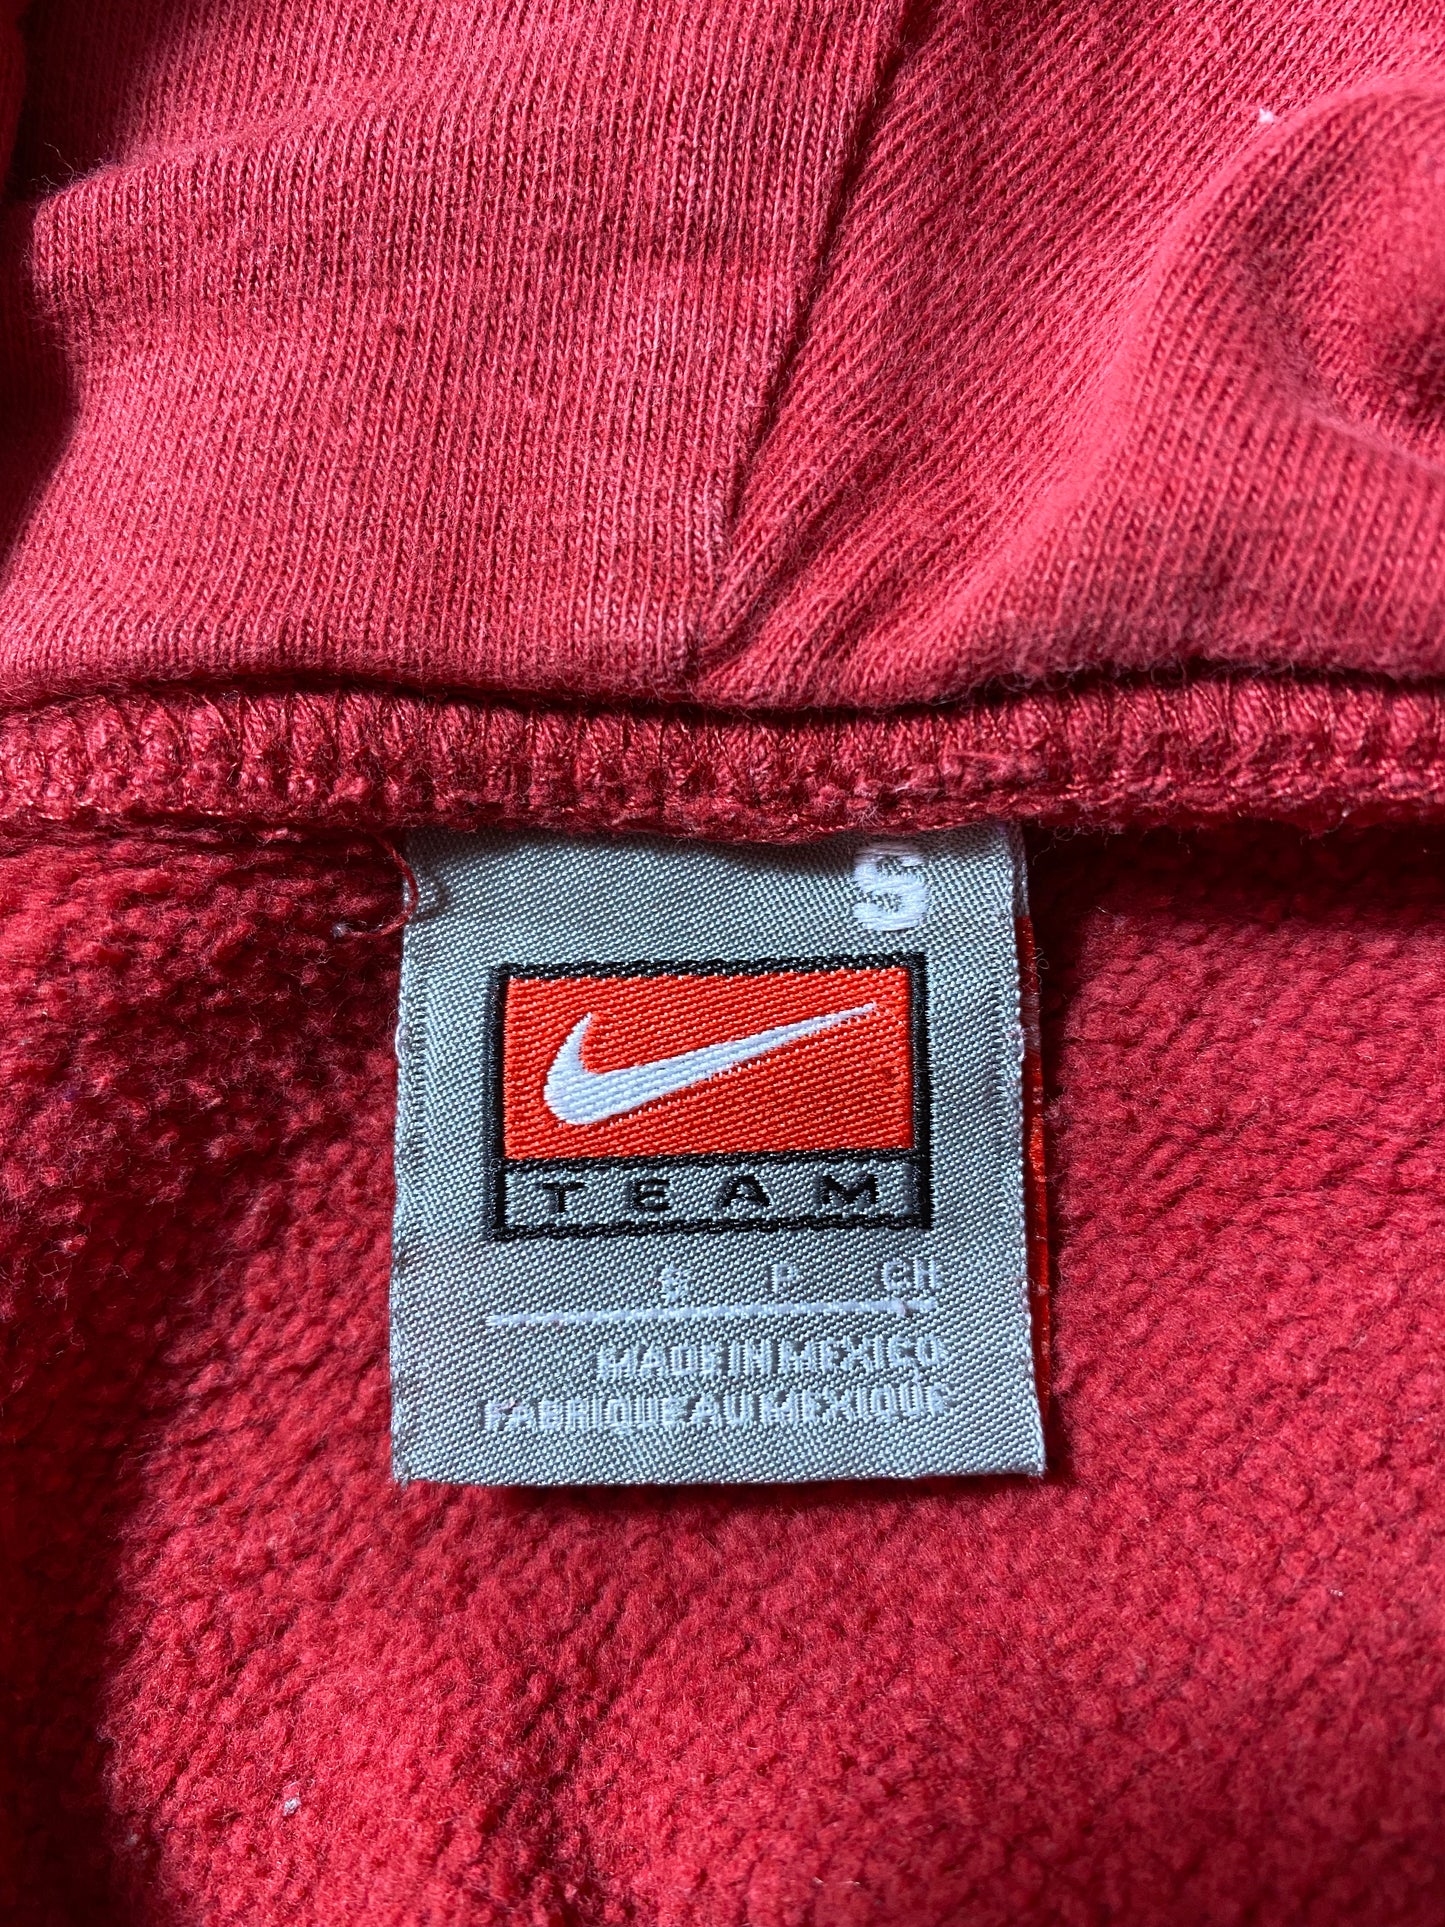 S
TEAM
S P CH
MADE IN MEXICO
FABRIQUE AU MEXIQUE